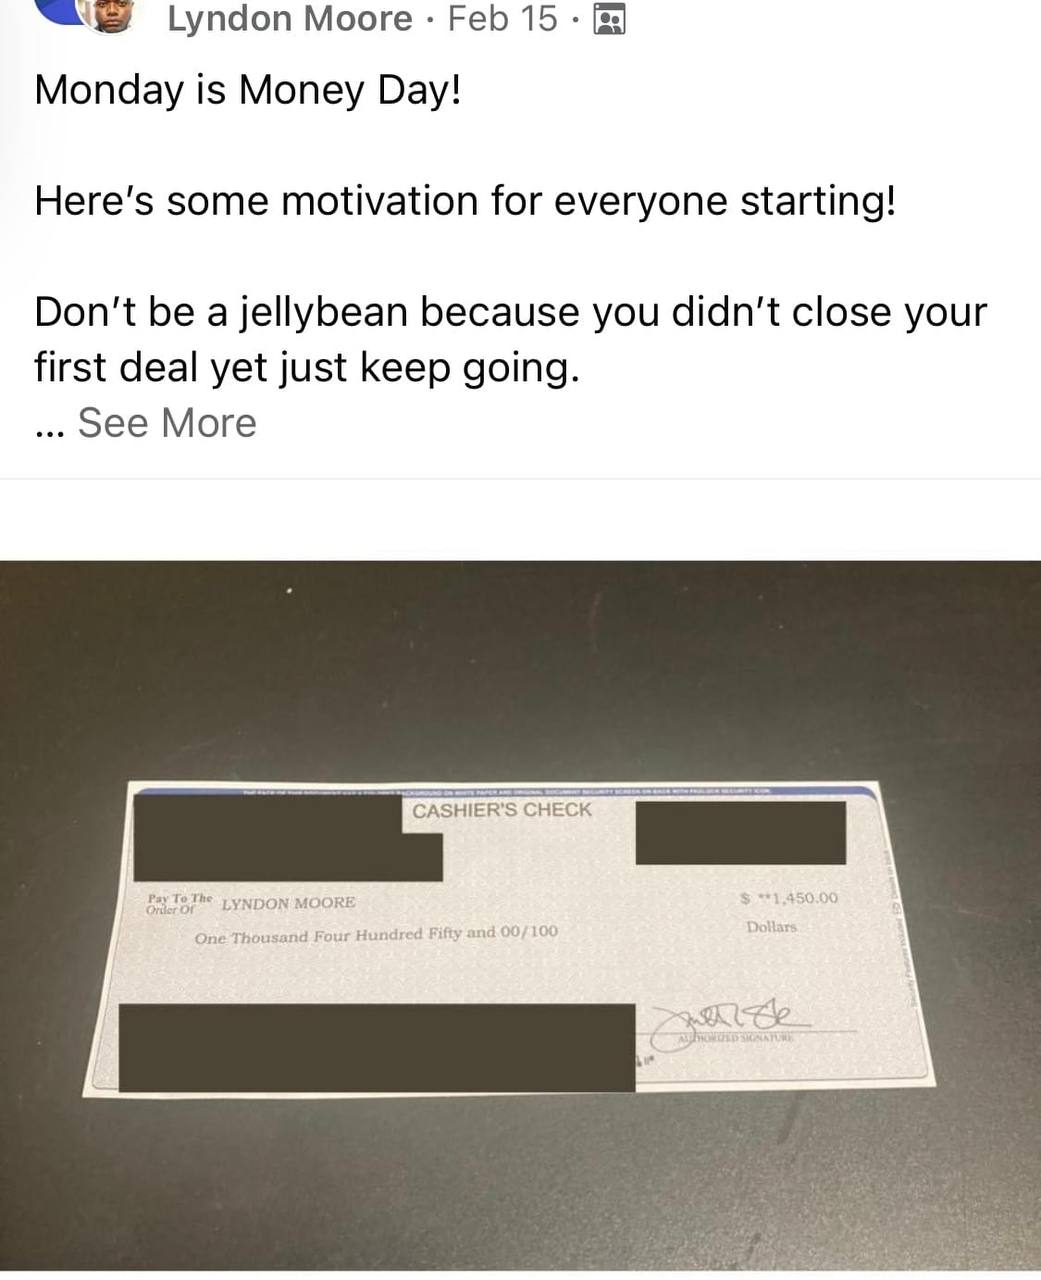 Lyndon Moore · Feb 15 ·
Monday is Money Day!
Here's some motivation for everyone starting!
Don't be a jellybean because you didn't close your
first deal yet just keep going.
... See More
CASHIER'S CHECK
Pay To The
Order Of LYNDON MOORE
$ **1,450.00
One Thousand Four Hundred Fifty and 00/100
Dollars
AUTHORIZED SIGNATURE